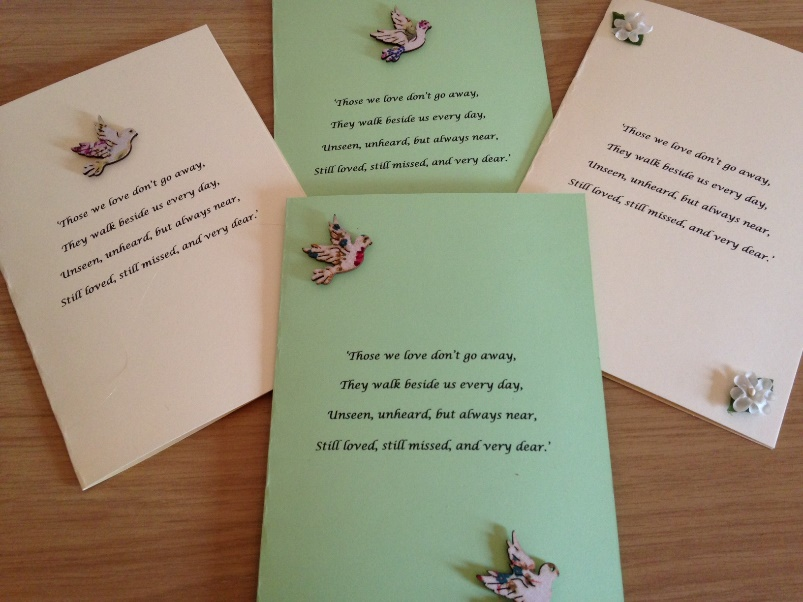 'Those we love don't go away,
They walk beside us every day,
Unseen, unheard, but always near,
Still loved, still missed, and very dear.'
'Those we love don't go away,
They walk beside us every day,
Unseen, unheard, but always near,
Still loved, still missed, and very dear.'
'Those we love don't go away,
They walk beside us every day,
Unseen, unheard, but always near,
Still loved, still missed, and very dear.'
'Those we love don't go away,
They walk beside us every day,
Unseen, unheard, but always near,
Still loved, still missed, and very dear.'